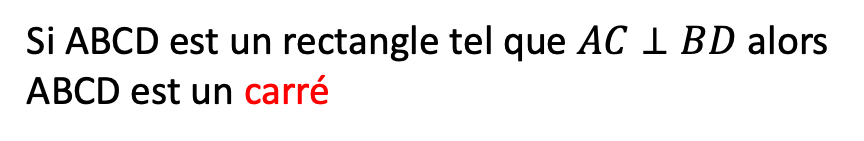 Si ABCD est un rectangle tel que AC ⊥ BD alors
ABCD est un carré